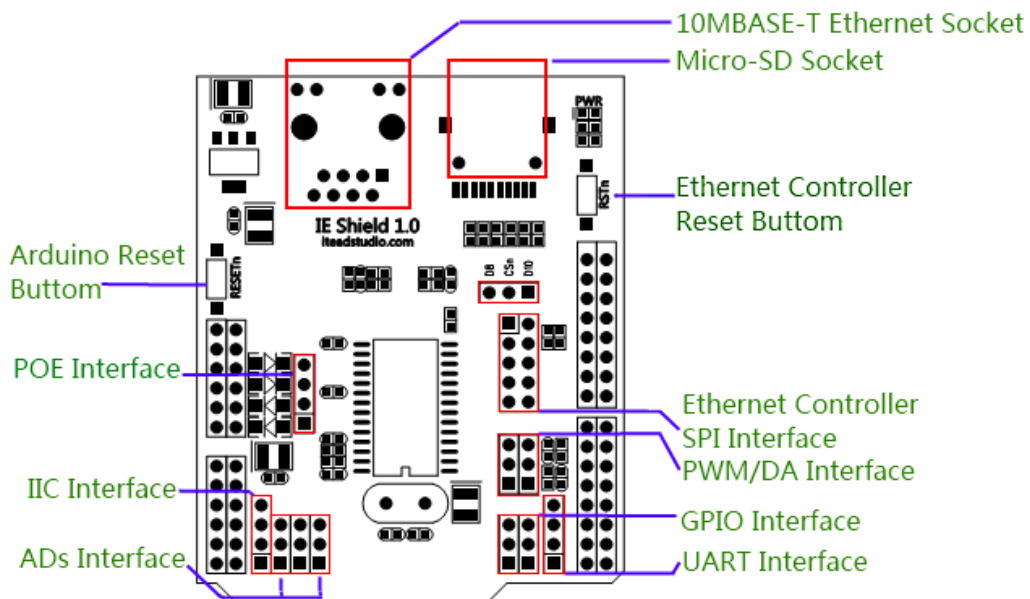 10MBASE-T Ethernet Socket
Micro-SD Socket
PWR
Ethernet Controller
Reset Buttom
RSTn
IE Shield 1.0
iteadstudio.com
Arduino Reset
Buttom
RESETn
D8
CSn
D10
POE Interface
Ethernet Controller
SPI Interface
PWM/DA Interface
IIC Interface
GPIO Interface
ADs Interface
UART Interface